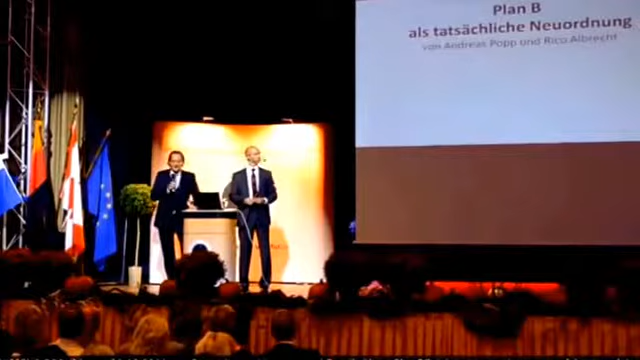 Plan B
als tatsächliche Neuordnung
von Andreas Popp und Rico Albrecht